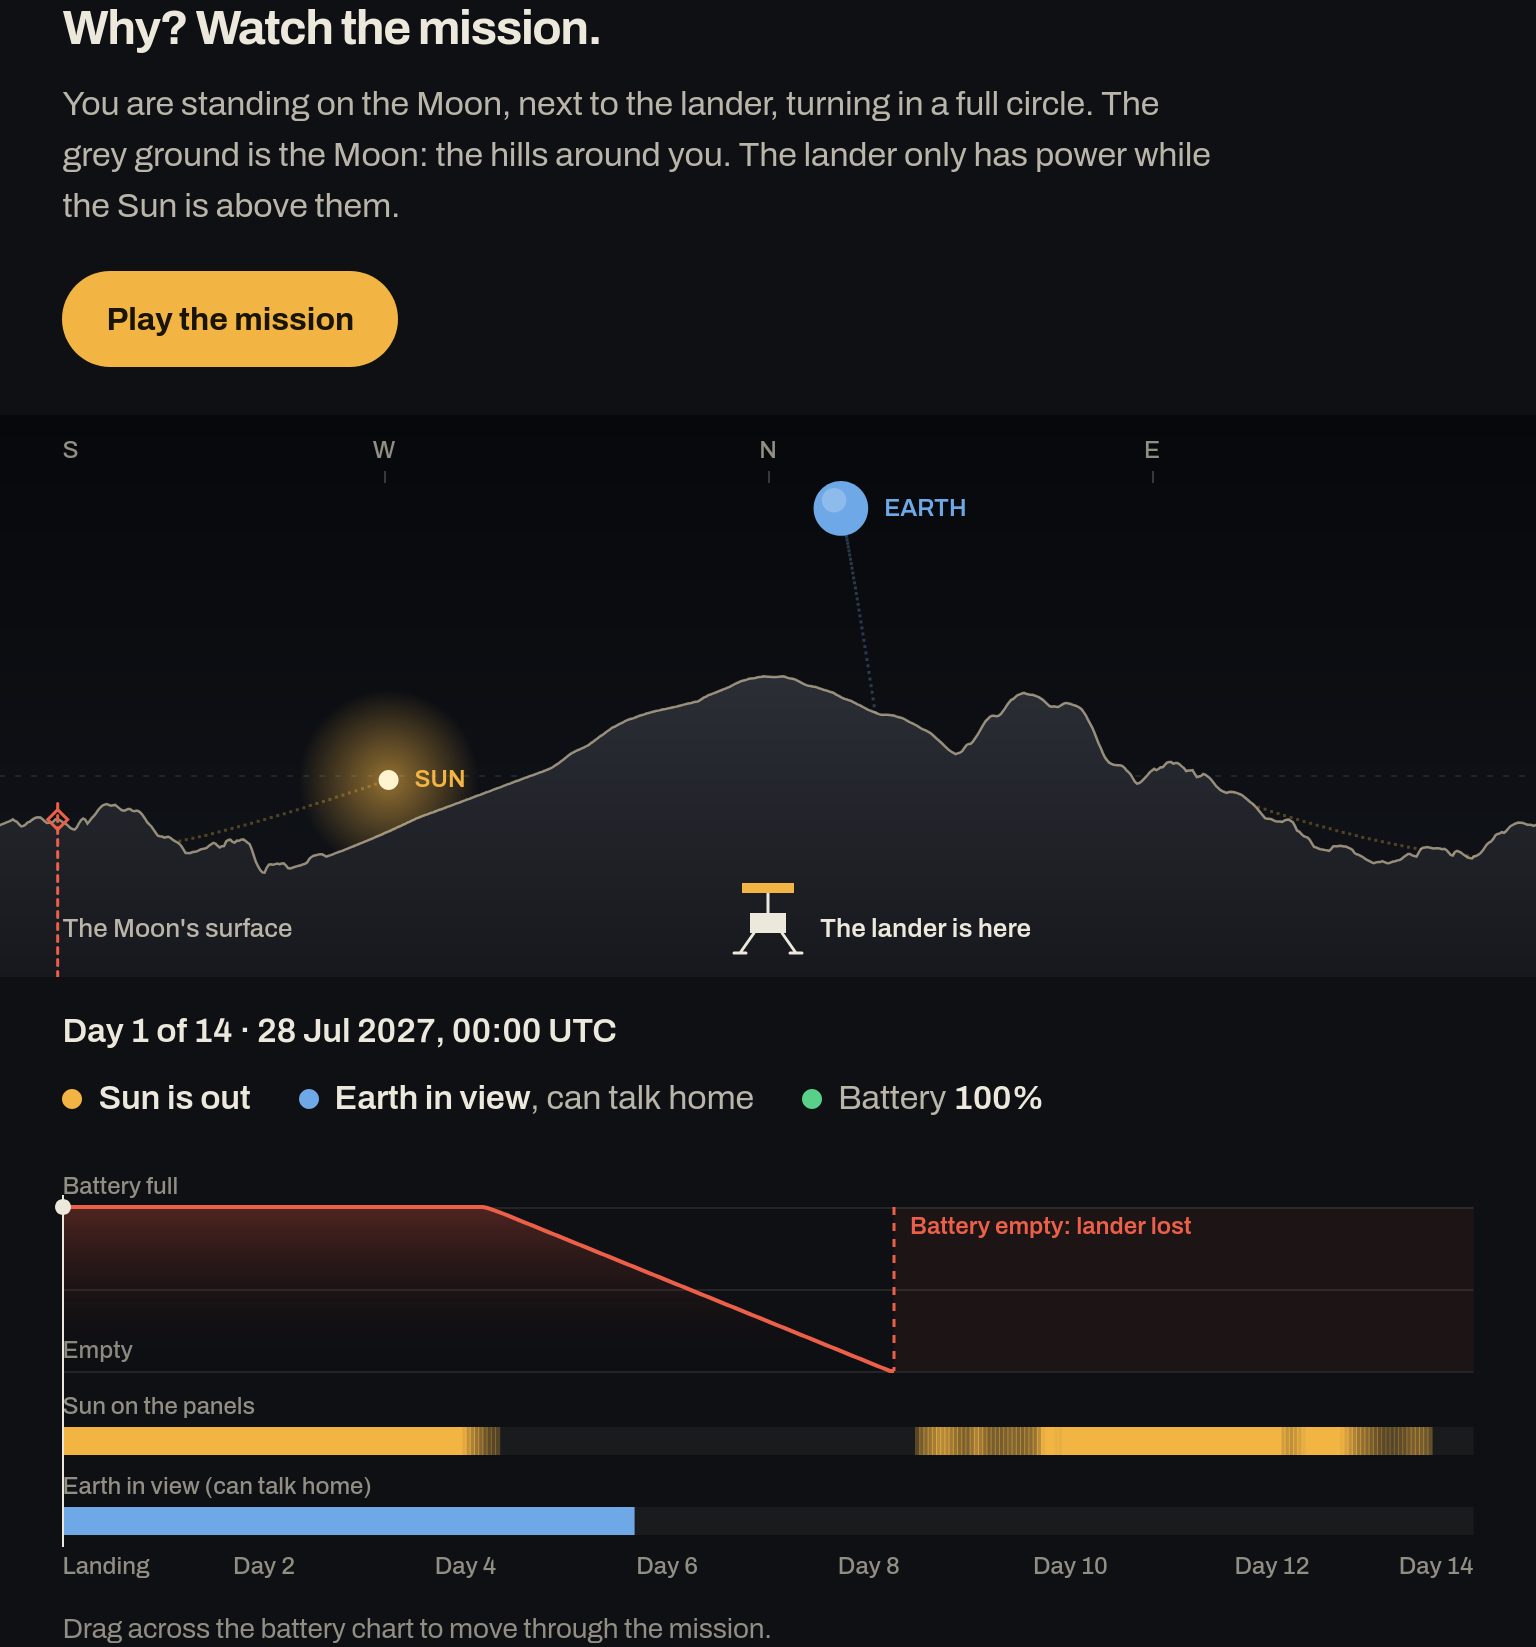 Why? Watch the mission.
You are standing on the Moon, next to the lander, turning in a full circle. The
grey ground is the Moon: the hills around you. The lander only has power while
the Sun is above them.
Play the mission
S W N E
EARTH
SUN
The Moon's surface
The lander is here
Day 1 of 14 · 28 Jul 2027, 00:00 UTC
Sun is out Earth in view, can talk home Battery 100%
Battery full
Battery empty: lander lost
Empty
Sun on the panels
Earth in view (can talk home)
Landing Day 2 Day 4 Day 6 Day 8 Day 10 Day 12 Day 14
Drag across the battery chart to move through the mission.